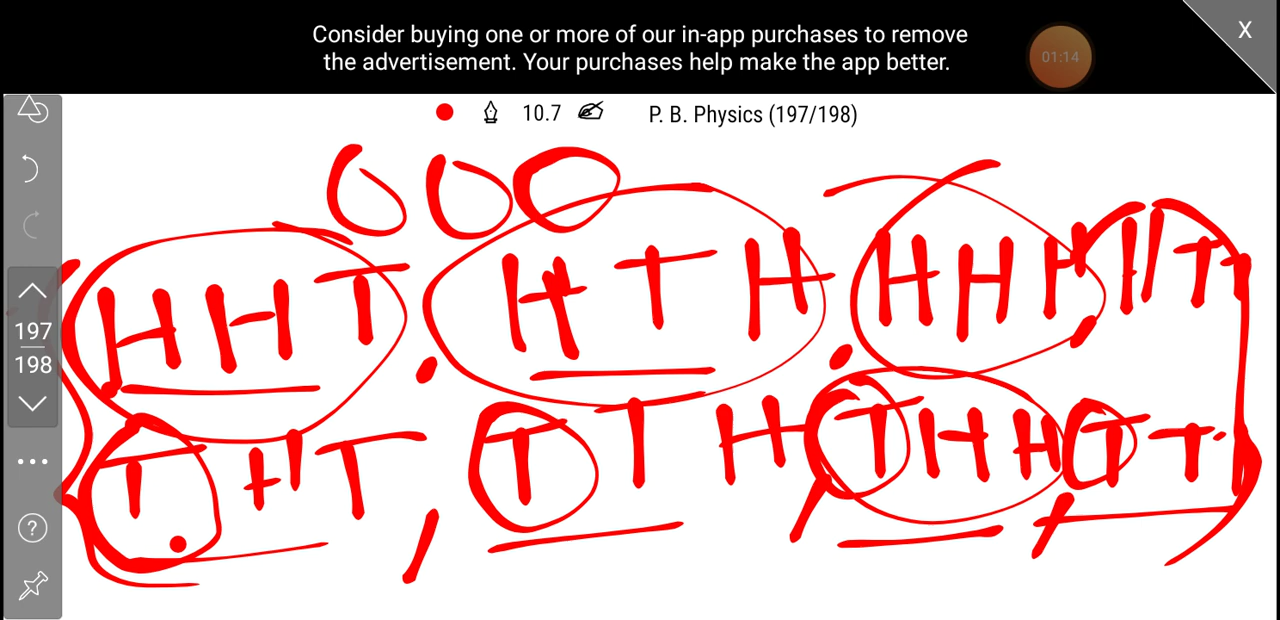 Consider buying one or more of our in-app purchases to remove
the advertisement. Your purchases help make the app better.
01:14
X
10.7 P. B. Physics (197/198)
197
198
?
HHT, HTH, HHH, HTT
THT, TTH, THH, TTT